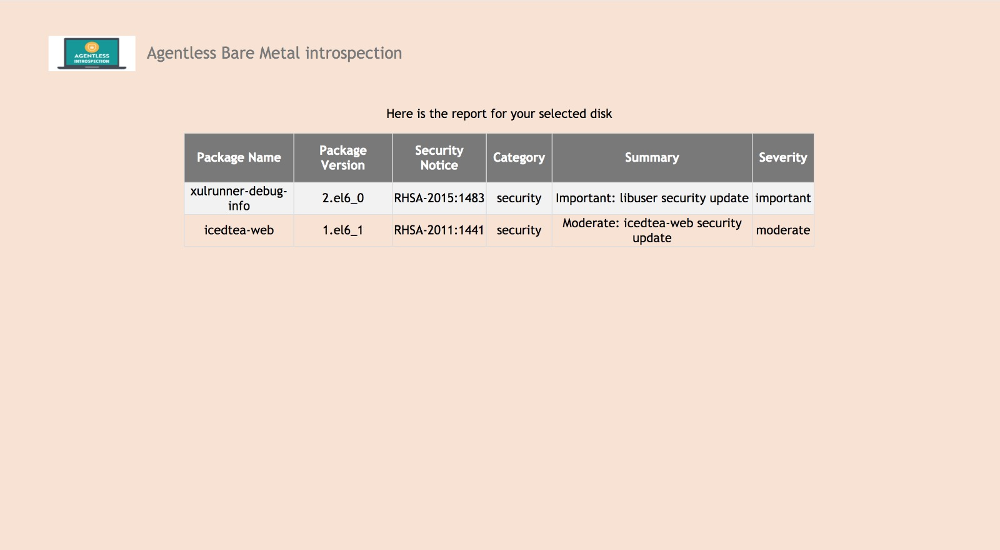 AGENTLESS
INTROSPECTION
Agentless Bare Metal introspection
Here is the report for your selected disk
Package Name
Package
Version
Security
Notice
Category
Summary
Severity
xulrunner-debug-
info
2.el6_0
RHSA-2015:1483
security
Important: libuser security update
important
icedtea-web
1.el6_1
RHSA-2011:1441
security
Moderate: icedtea-web security
update
moderate